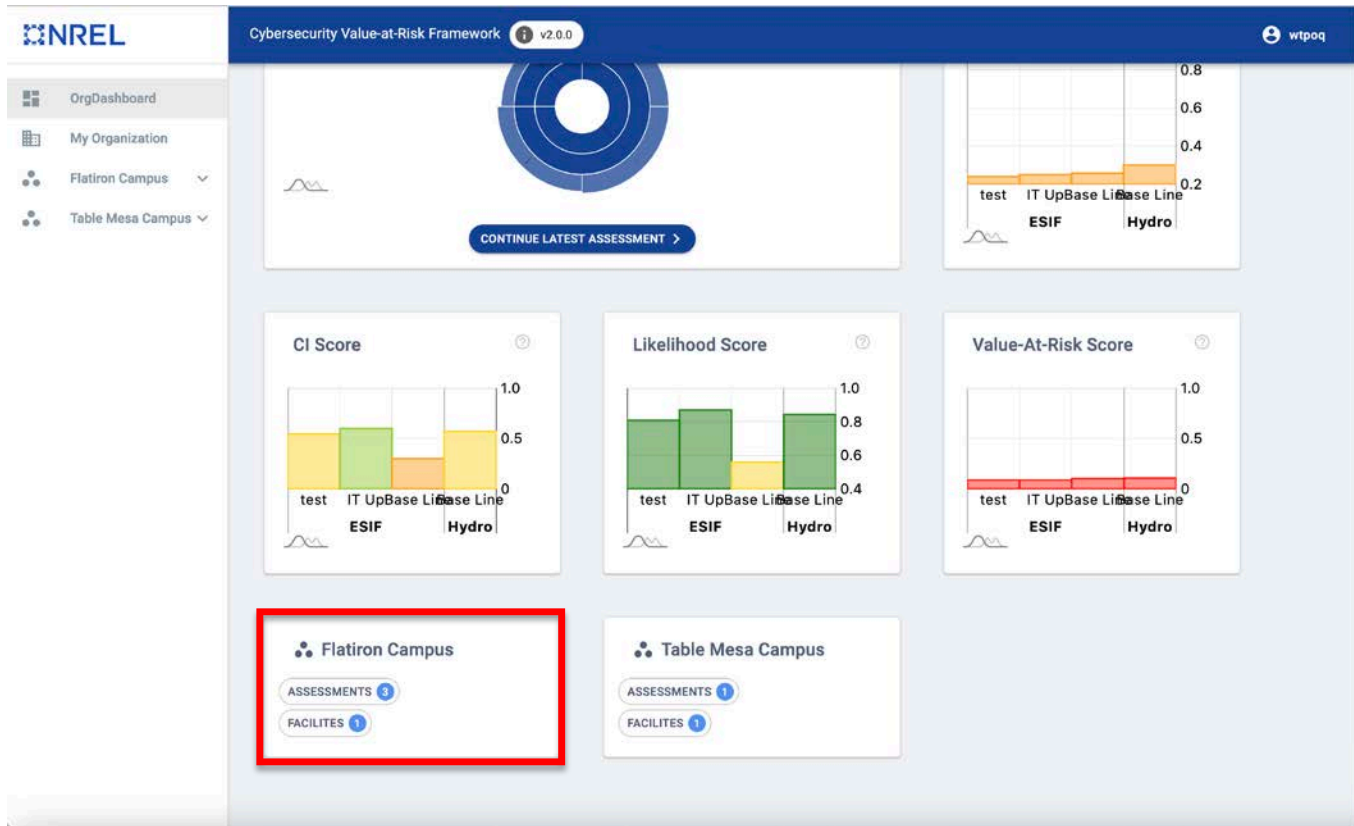 NREL
Cybersecurity Value-at-Risk Framework v2.0.0
wtpoq
OrgDashboard
My Organization
Flatiron Campus
Table Mesa Campus
CONTINUE LATEST ASSESSMENT
0.8
0.6
0.4
0.2
test IT Up Base Line Base Line
ESIF Hydro
CI Score
1.0
0.5
0
test IT Up Base Line Base Line
ESIF Hydro
Likelihood Score
1.0
0.8
0.6
0.4
test IT Up Base Line Base Line
ESIF Hydro
Value-At-Risk Score
1.0
0.5
0
test IT Up Base Line Base Line
ESIF Hydro
Flatiron Campus
ASSESSMENTS 3
FACILITES 1
Table Mesa Campus
ASSESSMENTS 1
FACILITES 1